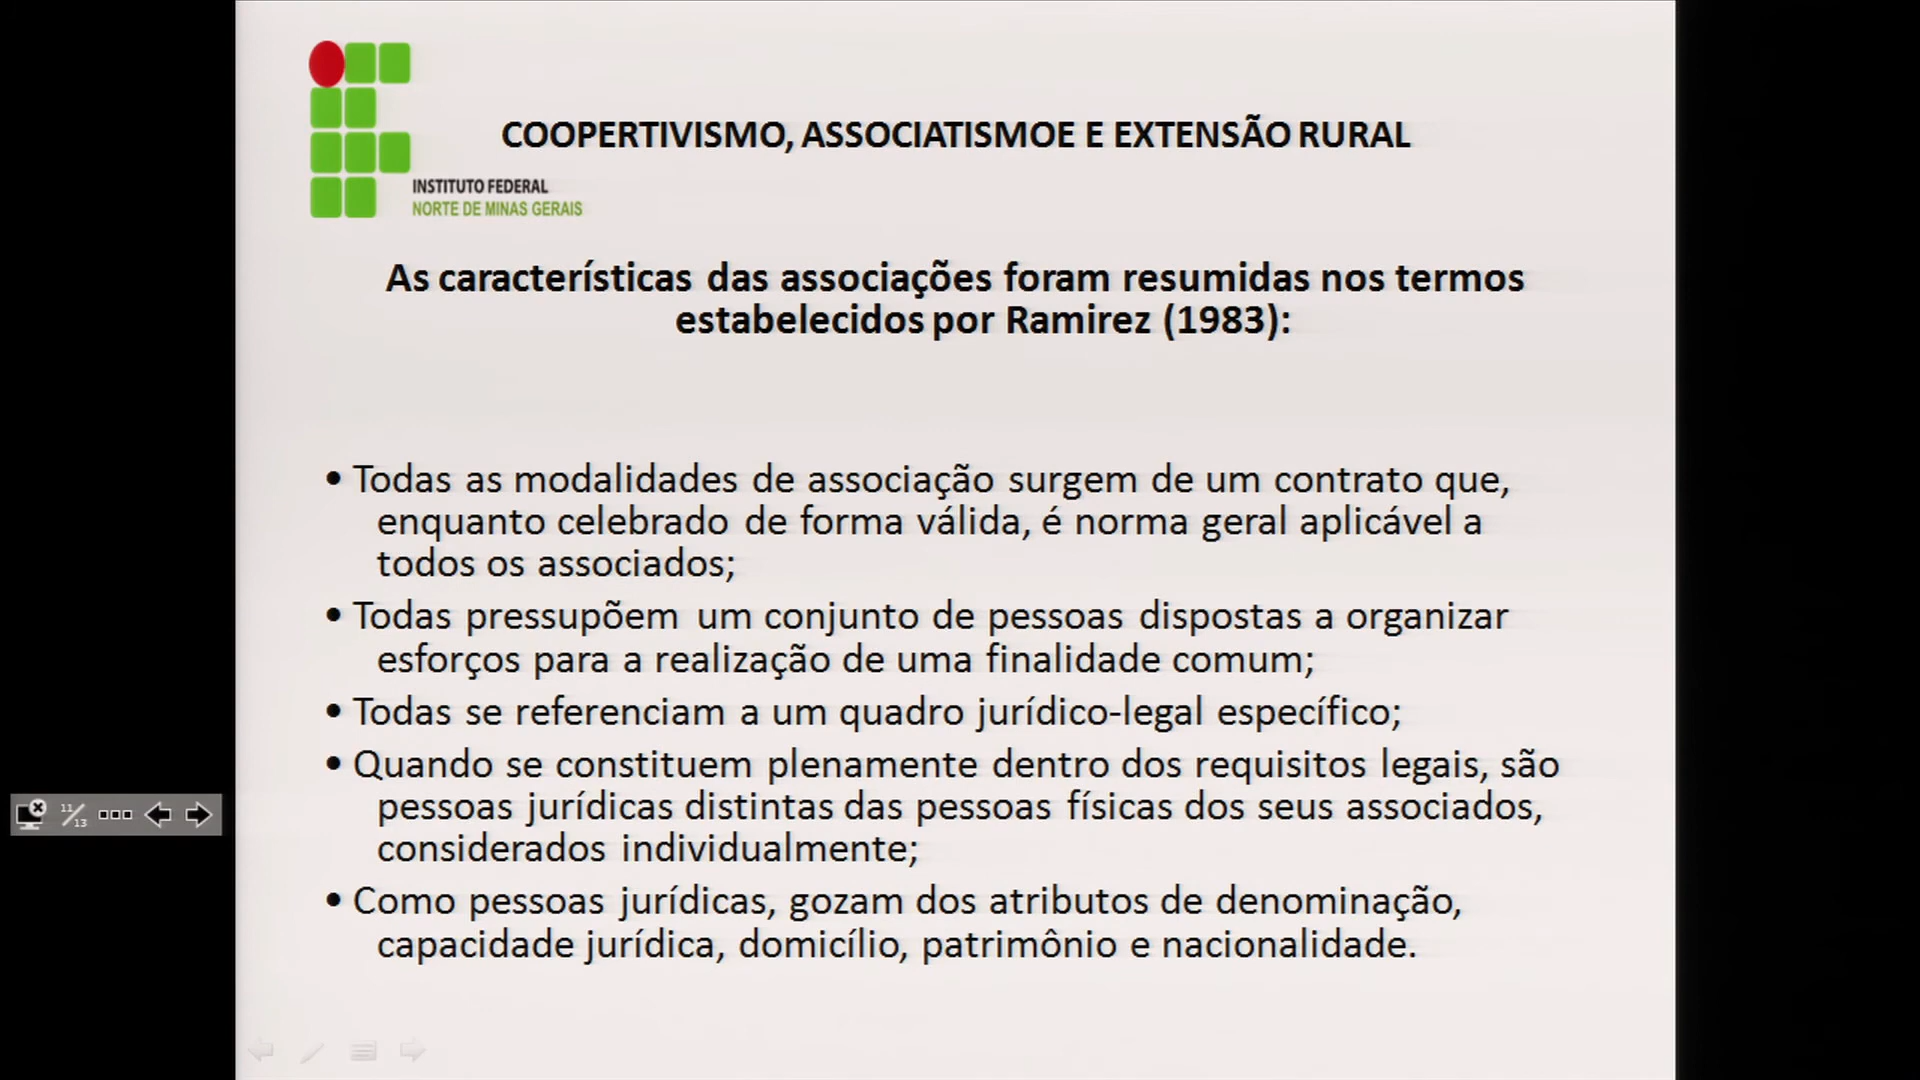 COOPERTIVISMO, ASSOCIATISMOE E EXTENSÃO RURAL
INSTITUTO FEDERAL
NORTE DE MINAS GERAIS
As características das associações foram resumidas nos termos
estabelecidos por Ramirez (1983):
• Todas as modalidades de associação surgem de um contrato que,
enquanto celebrado de forma válida, é norma geral aplicável a
todos os associados;
• Todas pressupõem um conjunto de pessoas dispostas a organizar
esforços para a realização de uma finalidade comum;
• Todas se referenciam a um quadro jurídico-legal específico;
• Quando se constituem plenamente dentro dos requisitos legais, são
pessoas jurídicas distintas das pessoas físicas dos seus associados,
considerados individualmente;
• Como pessoas jurídicas, gozam dos atributos de denominação,
capacidade jurídica, domicílio, patrimônio e nacionalidade.
11/13